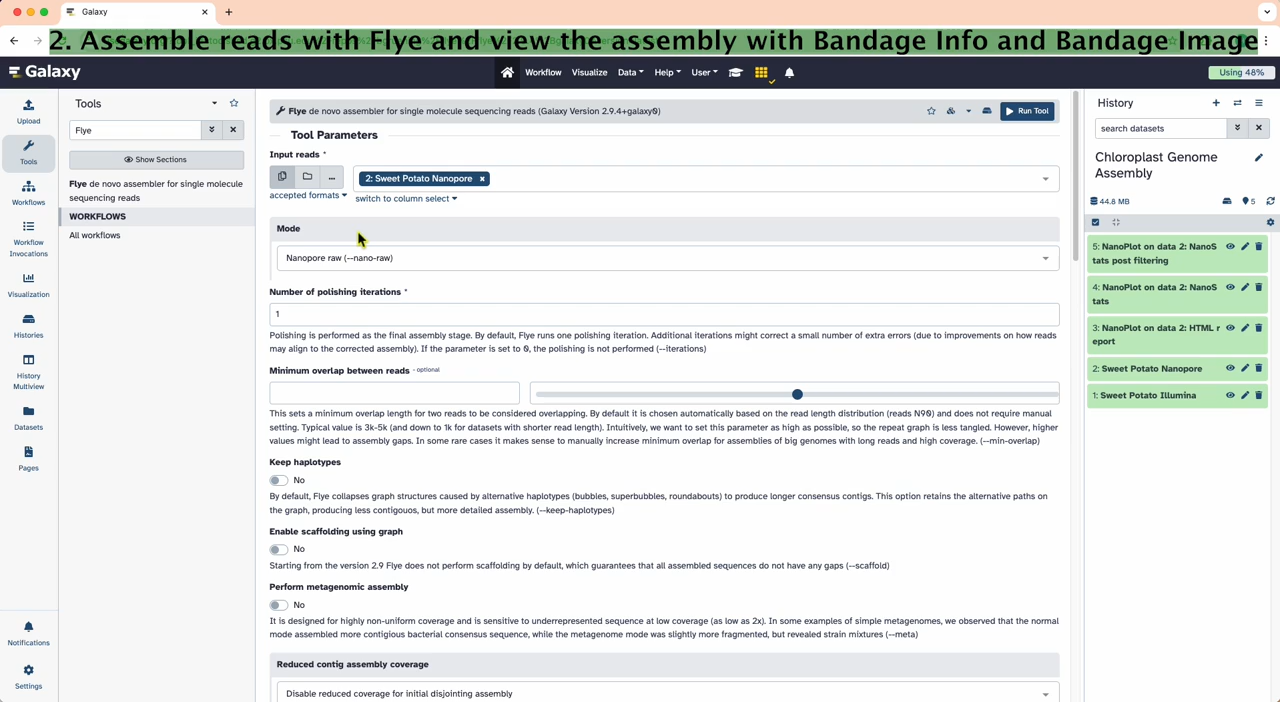 Galaxy
2. Assemble reads with Flye and view the assembly with Bandage Info and Bandage Image
Galaxy
Workflow Visualize Data Help User
Using 48%
Upload
Tools
Workflows
Workflow
Invocations
Visualization
Histories
History
Multiview
Datasets
Pages
Notifications
Settings
Tools
Flye
Show Sections
Flye de novo assembler for single molecule
sequencing reads
WORKFLOWS
All workflows
Flye de novo assembler for single molecule sequencing reads (Galaxy Version 2.9.4+galaxy0)
Run Tool
Tool Parameters
Input reads *
2: Sweet Potato Nanopore ×
accepted formats
switch to column select
Mode
Nanopore raw (--nano-raw)
Number of polishing iterations *
1
Polishing is performed as the final assembly stage. By default, Flye runs one polishing iteration. Additional iterations might correct a small number of extra errors (due to improvements on how reads
may align to the corrected assembly). If the parameter is set to 0, the polishing is not performed (--iterations)
Minimum overlap between reads - optional
This sets a minimum overlap length for two reads to be considered overlapping. By default it is chosen automatically based on the read length distribution (reads N90) and does not require manual
setting. Typical value is 3k-5k (and down to 1k for datasets with shorter read length). Intuitively, we want to set this parameter as high as possible, so the repeat graph is less tangled. However, higher
values might lead to assembly gaps. In some rare cases it makes sense to manually increase minimum overlap for assemblies of big genomes with long reads and high coverage. (--min-overlap)
Keep haplotypes
No
By default, Flye collapses graph structures caused by alternative haplotypes (bubbles, superbubbles, roundabouts) to produce longer consensus contigs. This option retains the alternative paths on
the graph, producing less contigouos, but more detailed assembly. (--keep-haplotypes)
Enable scaffolding using graph
No
Starting from the version 2.9 Flye does not perform scaffolding by default, which guarantees that all assembled sequences do not have any gaps (--scaffold)
Perform metagenomic assembly
No
It is designed for highly non-uniform coverage and is sensitive to underrepresented sequence at low coverage (as low as 2x). In some examples of simple metagenomes, we observed that the normal
mode assembled more contigious bacterial consensus sequence, while the metagenome mode was slightly more fragmented, but revealed strain mixtures (--meta)
Reduced contig assembly coverage
Disable reduced coverage for initial disjointing assembly
History
search datasets
Chloroplast Genome
Assembly
44.8 MB
5
5: NanoPlot on data 2: NanoS
tats post filtering
4: NanoPlot on data 2: NanoS
tats
3: NanoPlot on data 2: HTML r
eport
2: Sweet Potato Nanopore
1: Sweet Potato Illumina